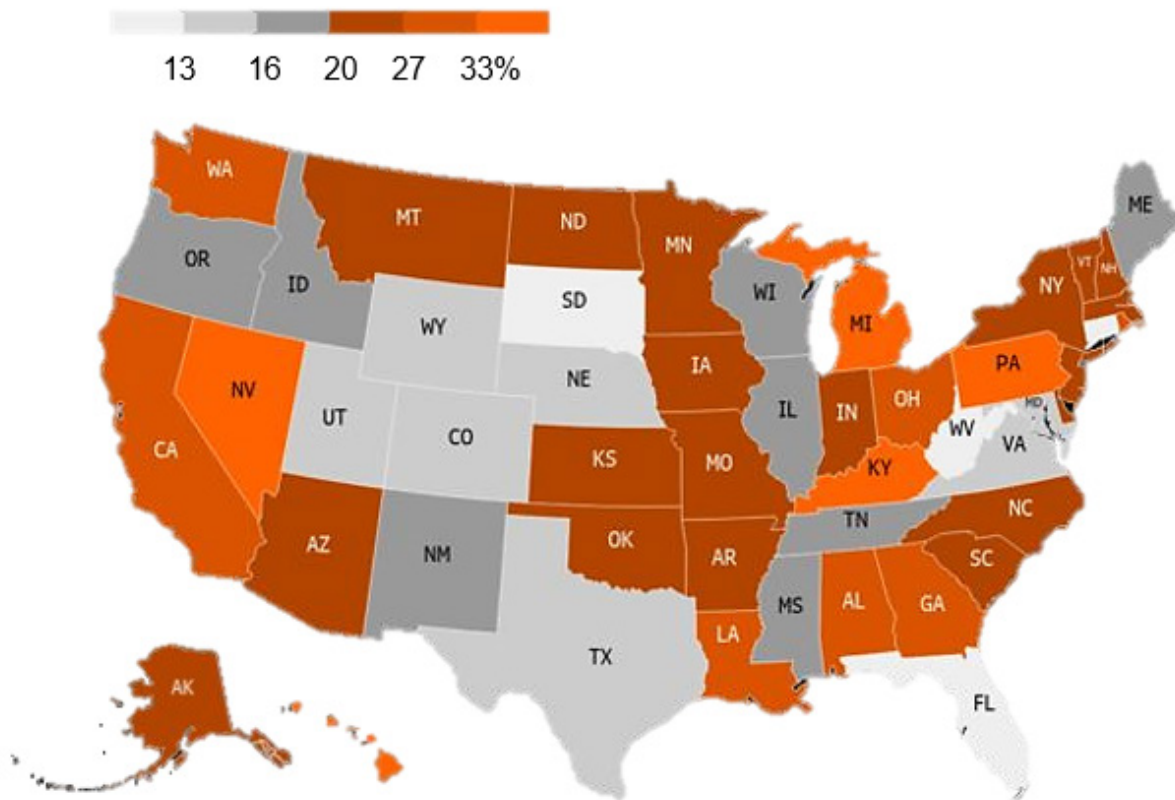 13 16 20 27 33%
WA
MT
ND
MN
ME
VT
NH
OR
ID
WI
NY
SD
WY
MI
IA
PA
NE
NV
OH
IL
IN
MD
UT
CO
WV
VA
CA
KS
MO
KY
NC
TN
AZ
OK
NM
AR
SC
MS
AL
GA
LA
TX
AK
FL